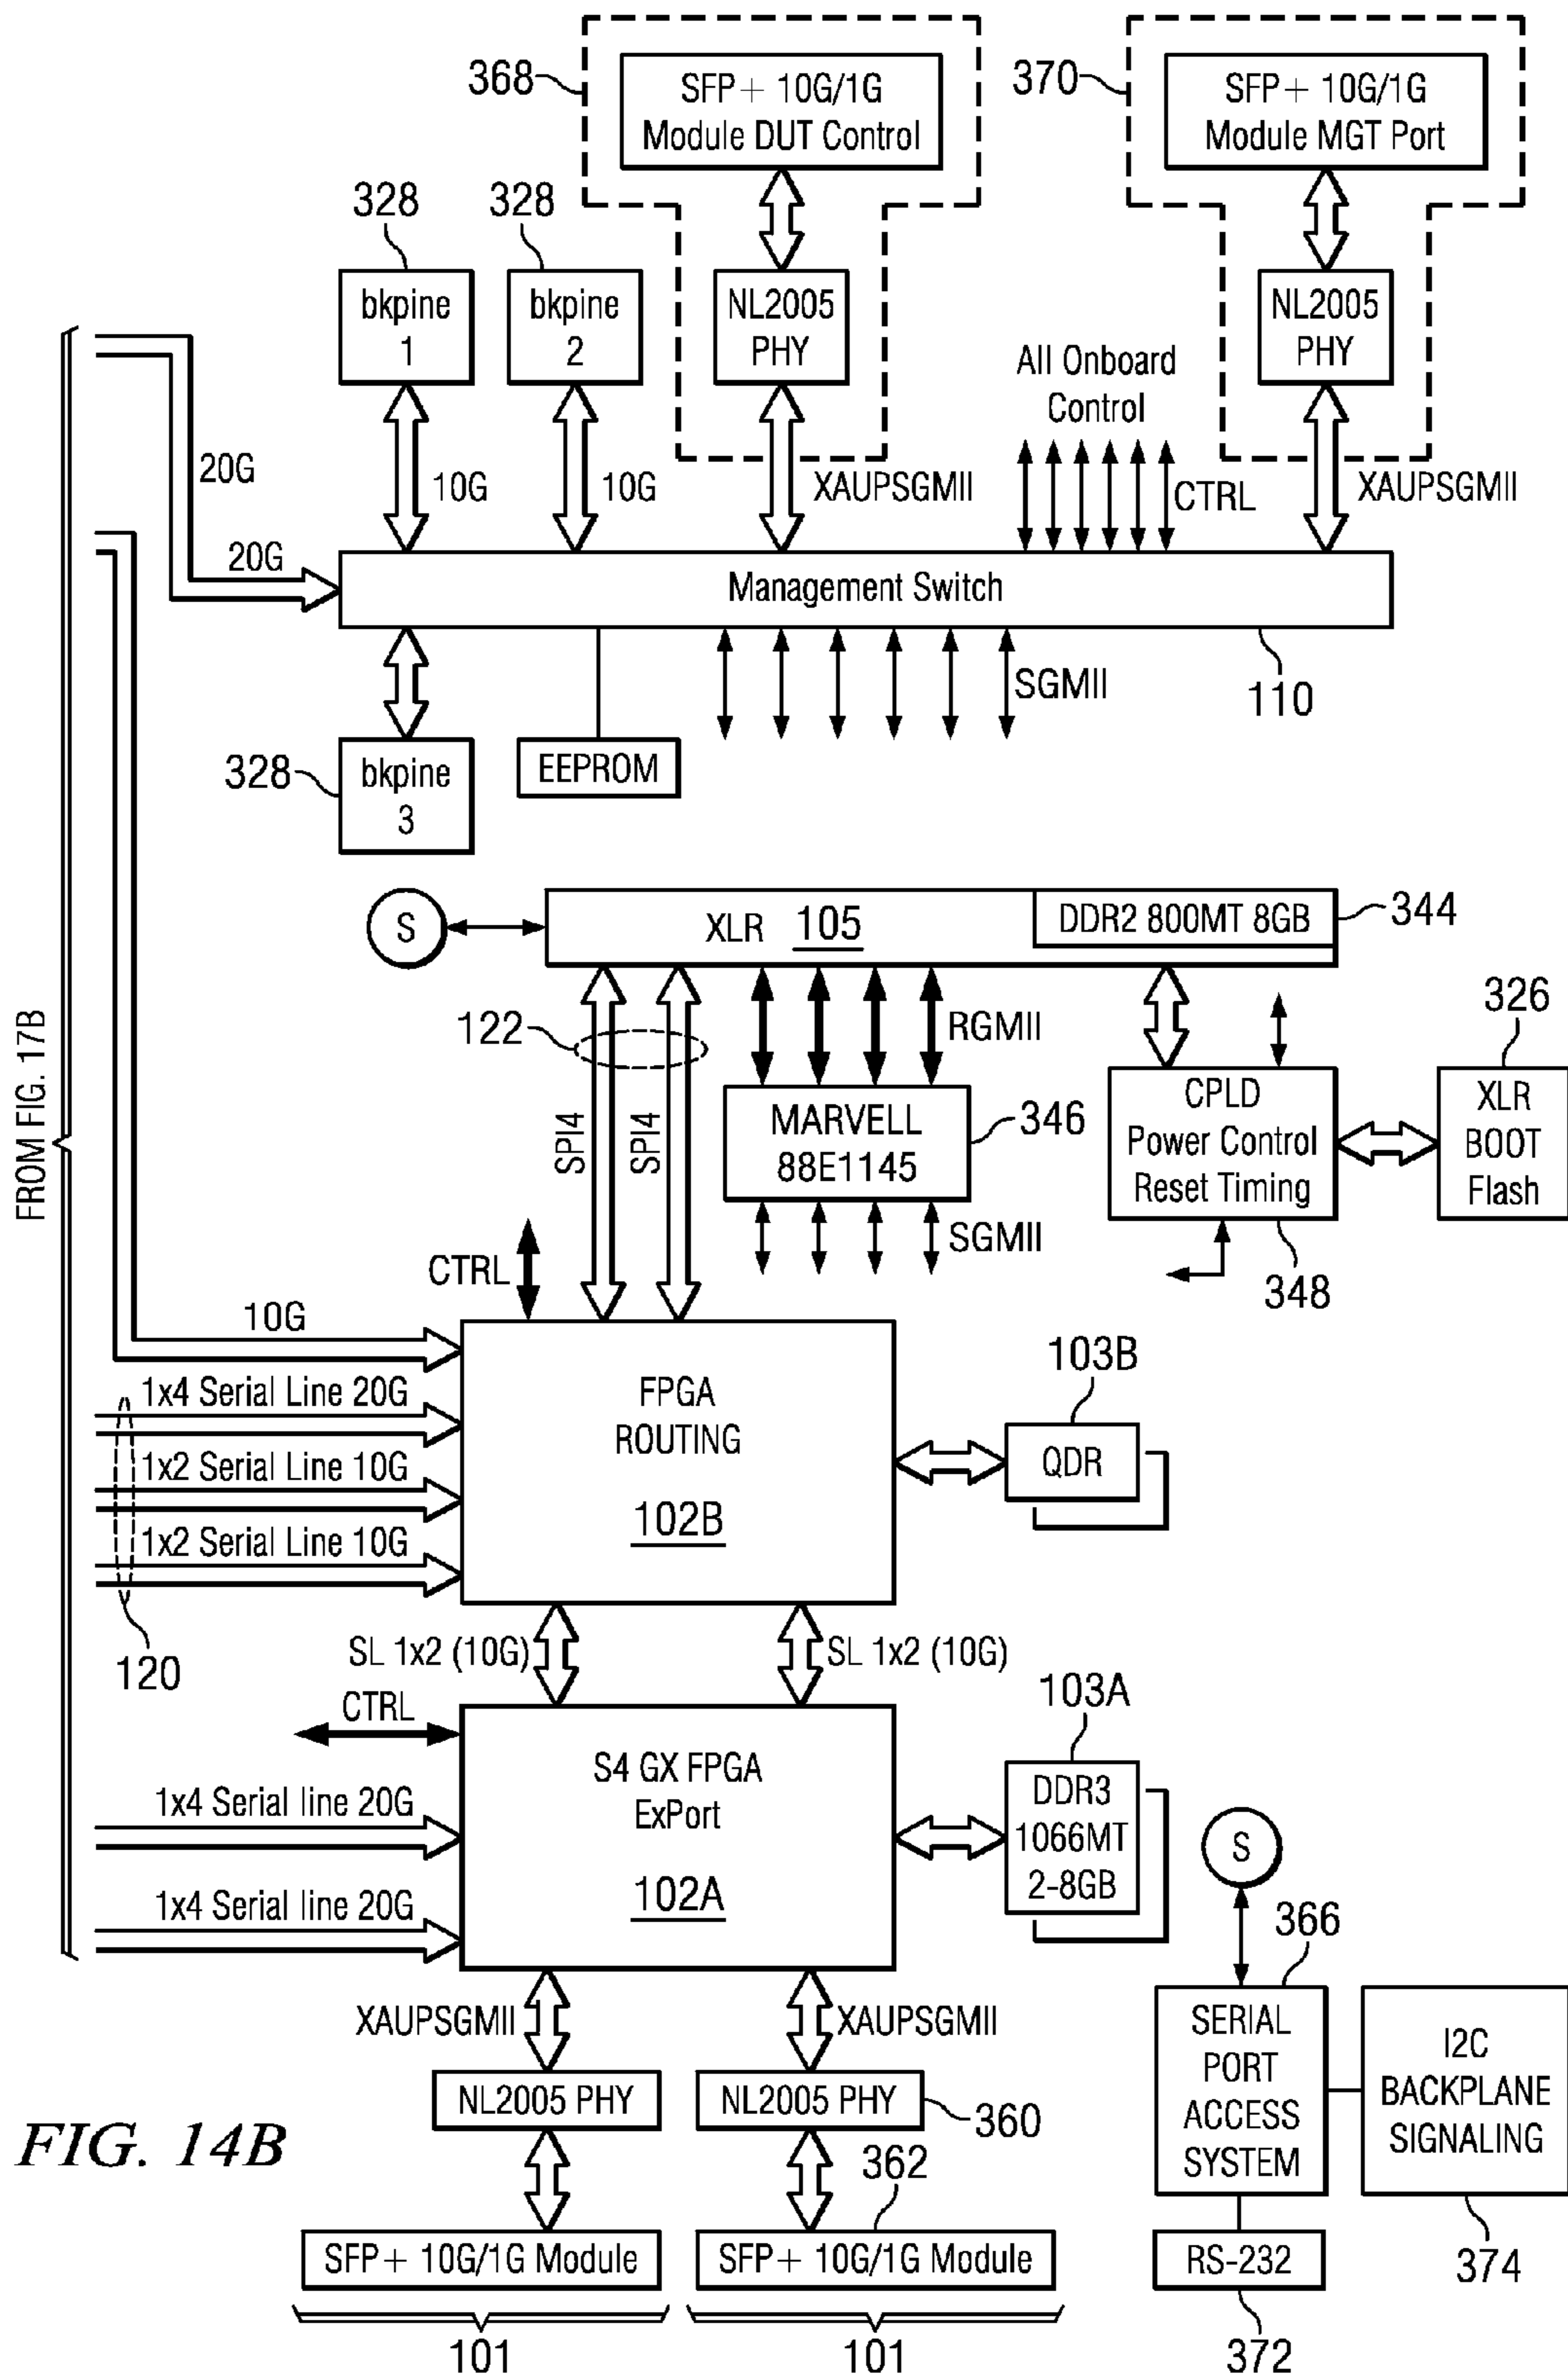 368
SFP+ 10G/1G
Module DUT Control
370
SFP+ 10G/1G
Module MGT Port
328
328
bkpine
1
bkpine
2
NL2005
PHY
All Onboard
Control
NL2005
PHY
20G
10G
10G
XAUPSGMII
CTRL
XAUPSGMII
20G
Management Switch
SGMII
110
328
bkpine
3
EEPROM
FROM FIG. 17B
S
XLR 105
DDR2 800MT 8GB
344
122
RGMII
326
SPI4
SPI4
MARVELL
88E1145
346
CPLD
Power Control
Reset Timing
XLR
BOOT
Flash
CTRL
SGMII
348
10G
1x4 Serial Line 20G
1x2 Serial Line 10G
1x2 Serial Line 10G
120
FPGA
ROUTING
102B
103B
QDR
SL 1x2 (10G)
SL 1x2 (10G)
CTRL
103A
1x4 Serial line 20G
1x4 Serial line 20G
S4 GX FPGA
ExPort
102A
DDR3
1066MT
2-8GB
S
366
XAUPSGMII
XAUPSGMII
SERIAL
PORT
ACCESS
SYSTEM
I2C
BACKPLANE
SIGNALING
NL2005 PHY
NL2005 PHY
360
FIG. 14B
362
SFP+ 10G/1G Module
SFP+ 10G/1G Module
RS-232
374
101
101
372